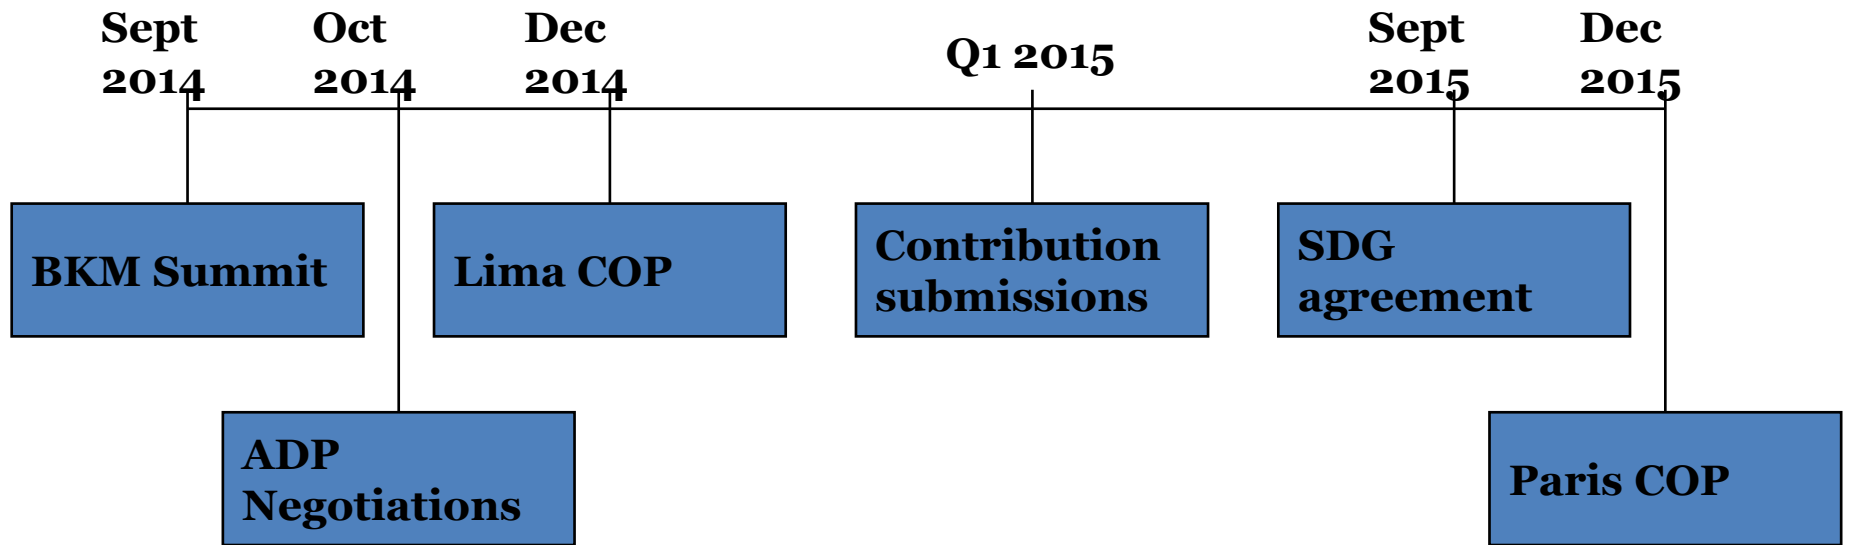 Sept
2014
Oct
2014
Dec
2014
Q1 2015
Sept
2015
Dec
2015
BKM Summit
Lima COP
Contribution
submissions
SDG
agreement
ADP
Negotiations
Paris COP